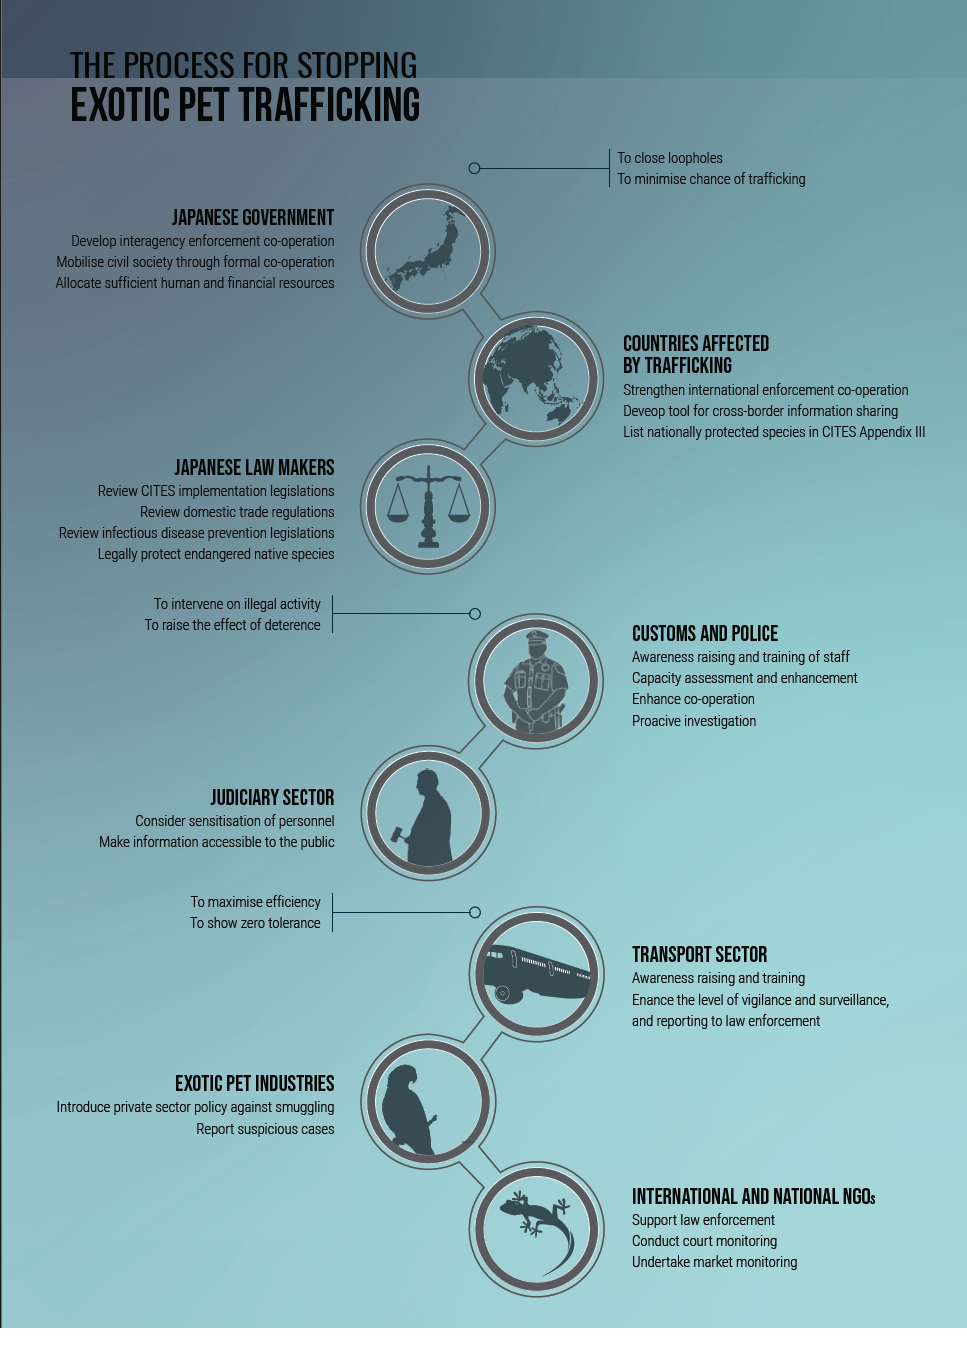 THE PROCESS FOR STOPPING
EXOTIC PET TRAFFICKING
To close loopholes
To minimise chance of trafficking
JAPANESE GOVERNMENT
Develop interagency enforcement co-operation
Mobilise civil society through formal co-operation
Allocate sufficient human and financial resources
COUNTRIES AFFECTED
BY TRAFFICKING
Strengthen international enforcement co-operation
Deveop tool for cross-border information sharing
List nationally protected species in CITES Appendix III
JAPANESE LAW MAKERS
Review CITES implementation legislations
Review domestic trade regulations
Review infectious disease prevention legislations
Legally protect endangered native species
To intervene on illegal activity
To raise the effect of deterence
CUSTOMS AND POLICE
Awareness raising and training of staff
Capacity assessment and enhancement
Enhance co-operation
Proacive investigation
JUDICIARY SECTOR
Consider sensitisation of personnel
Make information accessible to the public
To maximise efficiency
To show zero tolerance
TRANSPORT SECTOR
Awareness raising and training
Enance the level of vigilance and surveillance,
and reporting to law enforcement
EXOTIC PET INDUSTRIES
Introduce private sector policy against smuggling
Report suspicious cases
INTERNATIONAL AND NATIONAL NGOs
Support law enforcement
Conduct court monitoring
Undertake market monitoring